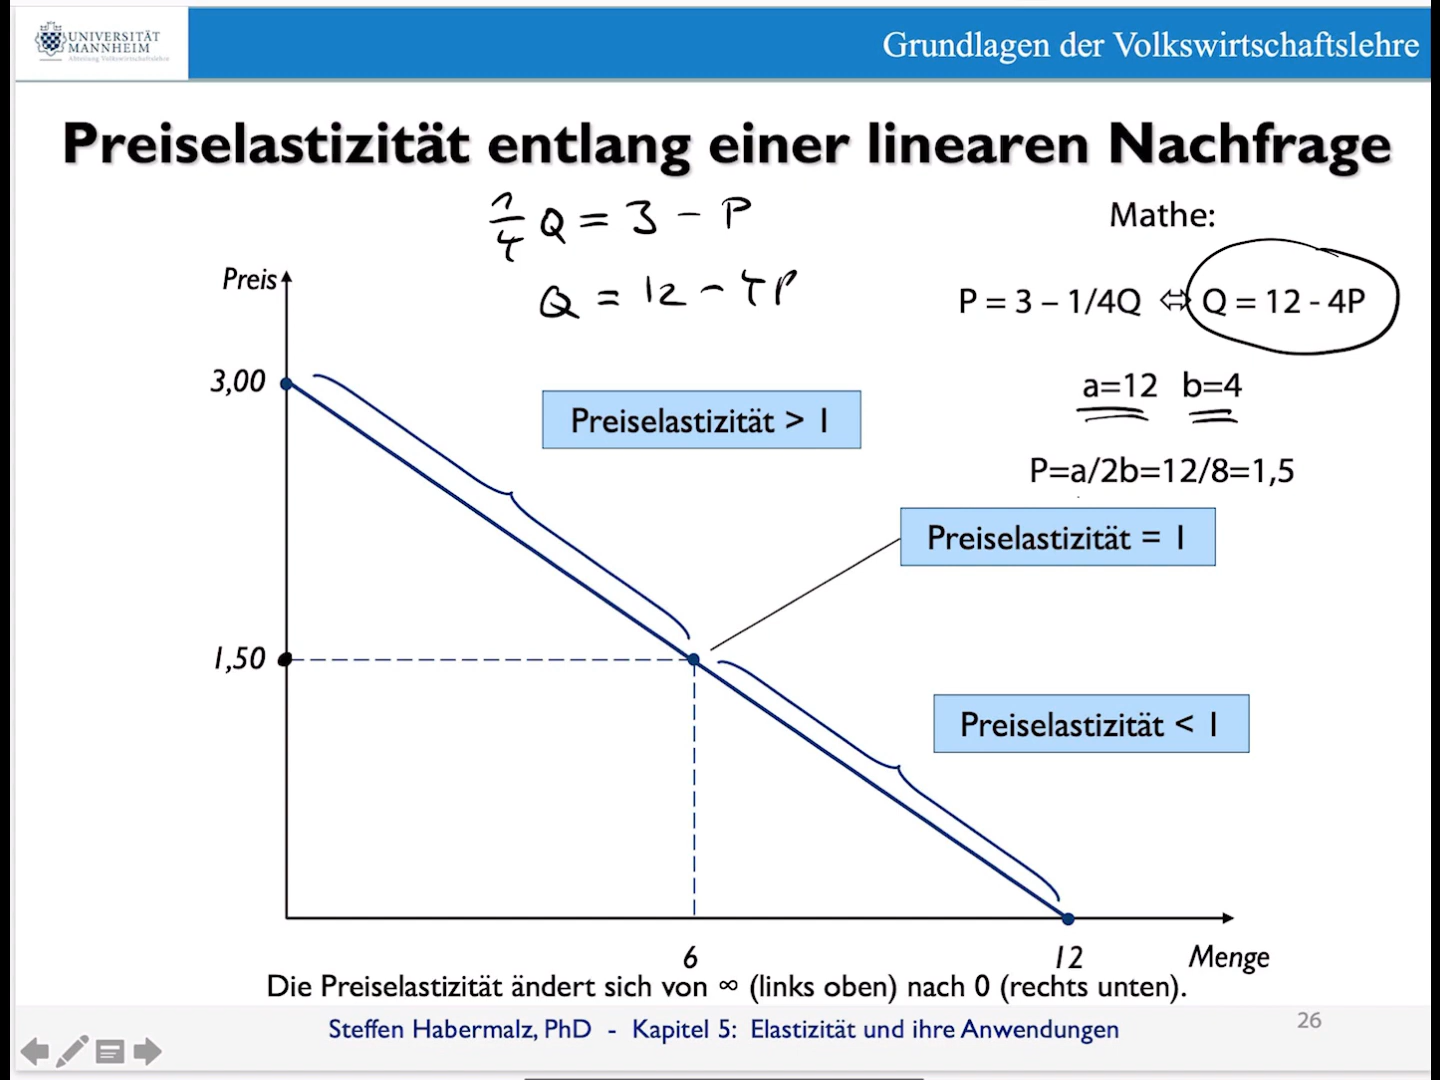 UNIVERSITÄT
MANNHEIM
Abteilung Volkswirtschaftslehre
Grundlagen der Volkswirtschaftslehre
Preiselastizität entlang einer linearen Nachfrage
1/4 Q = 3 - P
Q = 12 - 4P
Mathe:
P = 3 – 1/4Q ⇔ Q = 12 - 4P
a=12 b=4
P=a/2b=12/8=1,5
Preis
3,00
Preiselastizität > 1
Preiselastizität = 1
1,50
Preiselastizität < 1
6
12
Menge
Die Preiselastizität ändert sich von ∞ (links oben) nach 0 (rechts unten).
Steffen Habermalz, PhD - Kapitel 5: Elastizität und ihre Anwendungen
26